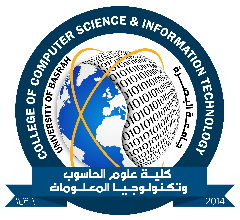 COLLEGE OF COMPUTER SCIENCE & INFORMATION TECHNOLOGY
UNIVERSITY OF BASRAH
جامعة البصرة
كلية علوم الحاسوب
وتكنولوجيا المعلومات
2014